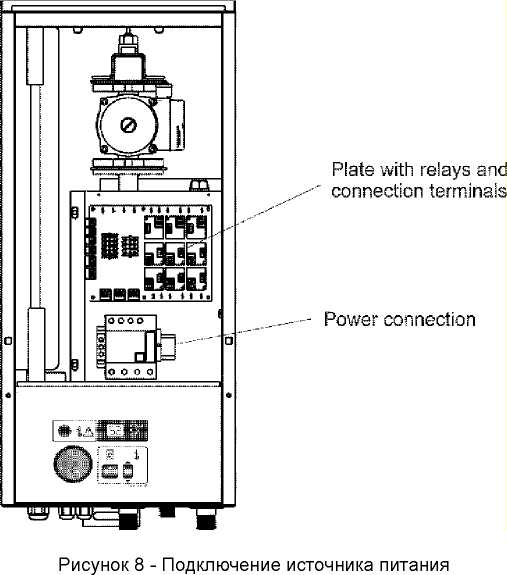 Plate with relays and
connection terminals
Power connection
Рисунок 8 - Подключение источника питания